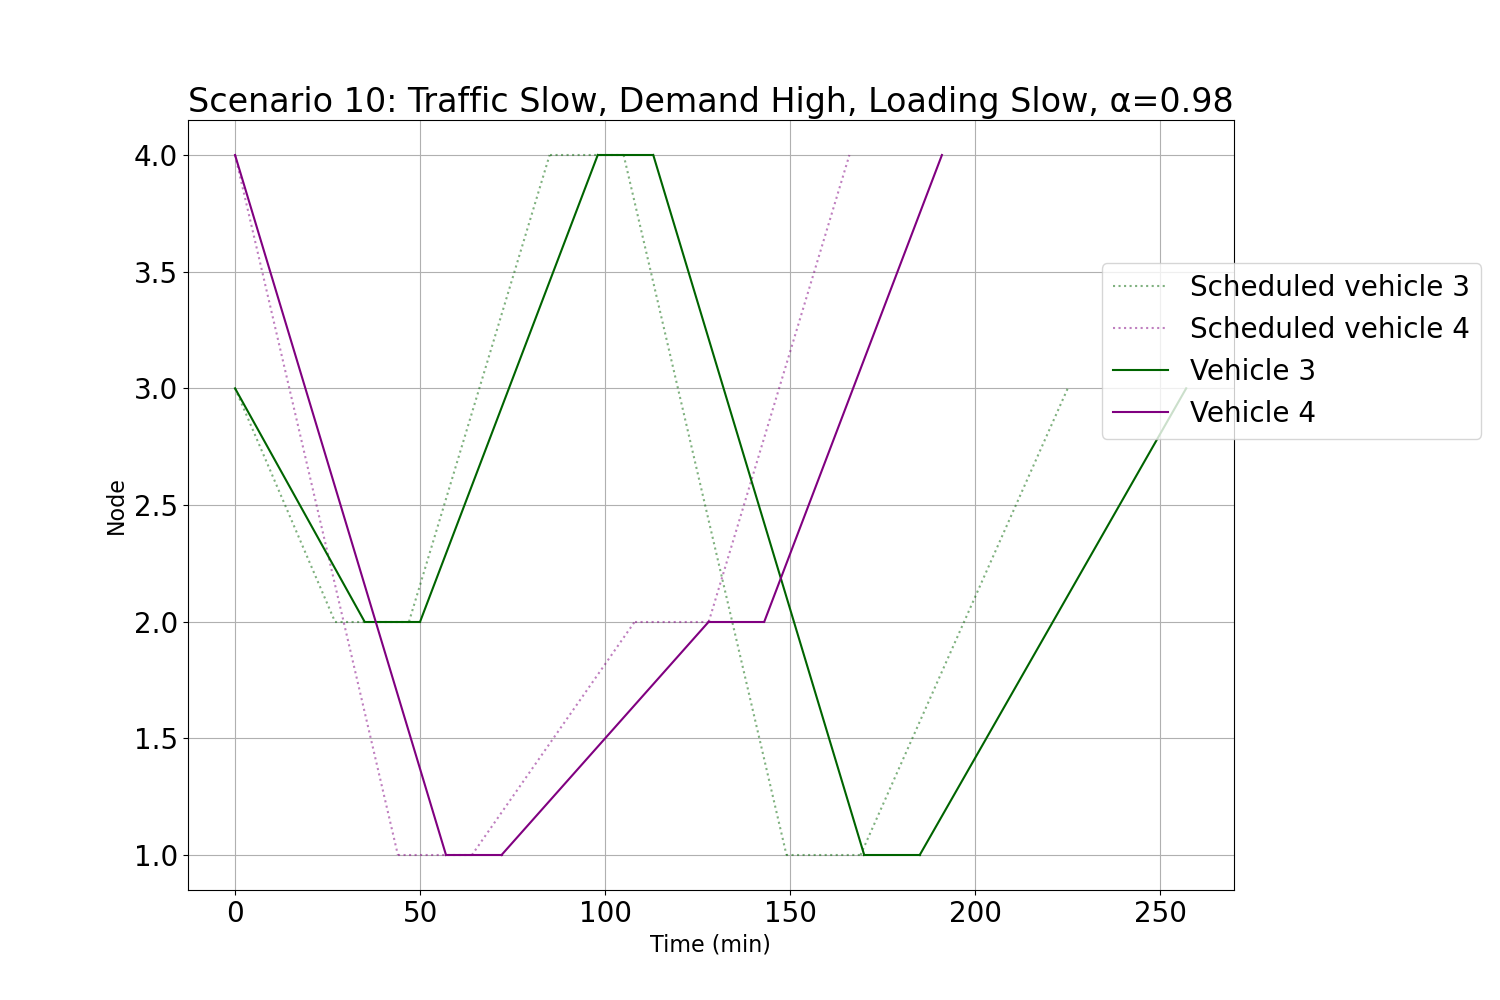 Scenario 10: Traffic Slow, Demand High, Loading Slow, α=0.98
4.0
3.5
3.0
2.5
2.0
1.5
1.0
Node
0 50 100 150 200 250
Time (min)
Scheduled vehicle 3
Scheduled vehicle 4
Vehicle 3
Vehicle 4